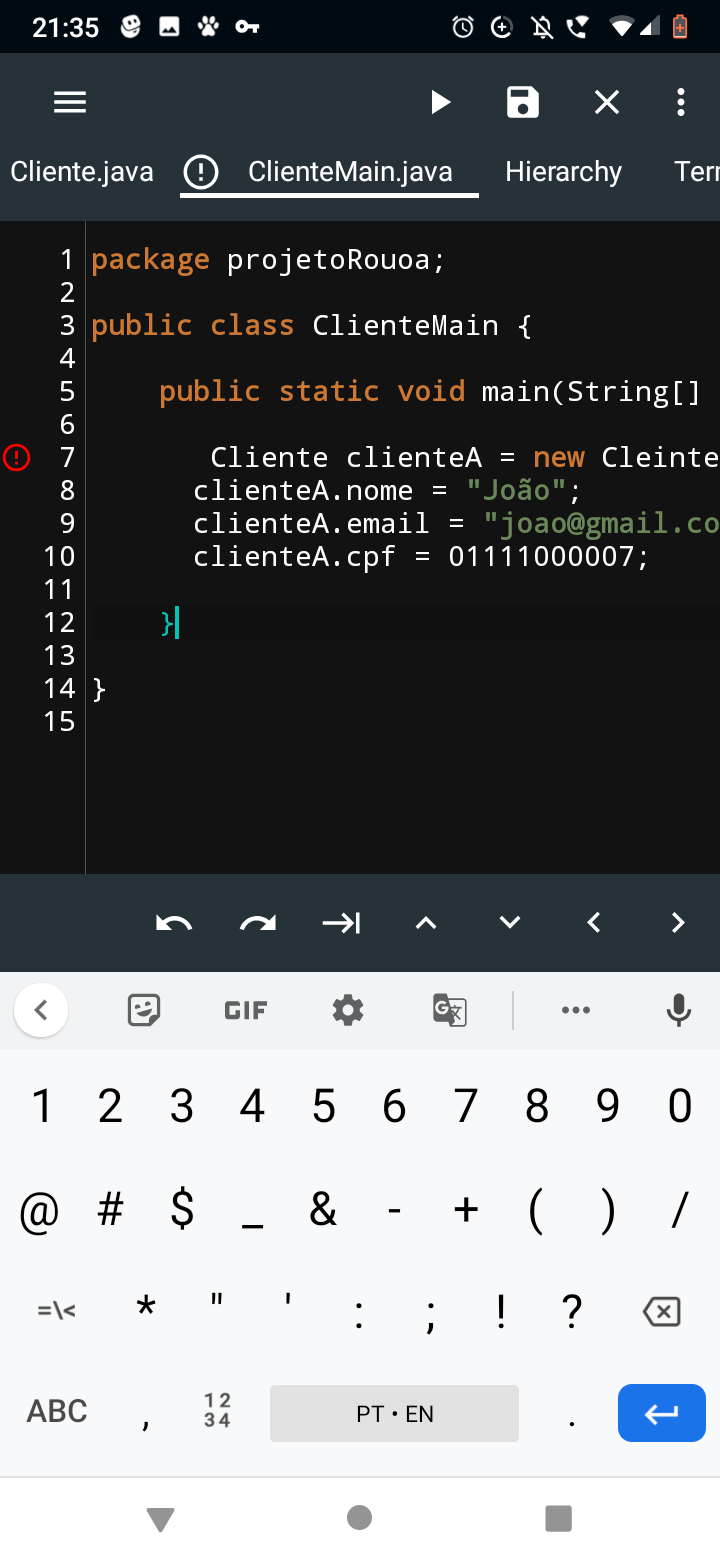 21:35
Cliente.java ClienteMain.java Hierarchy Ter
1 package projetoRouoa;
2
3 public class ClienteMain {
4
5 public static void main(String[]
6
7 Cliente clienteA = new Cleinte
8 clienteA.nome = "João";
9 clienteA.email = "joao@gmail.co
10 clienteA.cpf = 01111000007;
11
12 }
13
14 }
15
GIF
1 2 3 4 5 6 7 8 9 0
@ # $ _ & - + ( ) /
=\< * " ' : ; ! ?
ABC , 12 34 PT • EN .